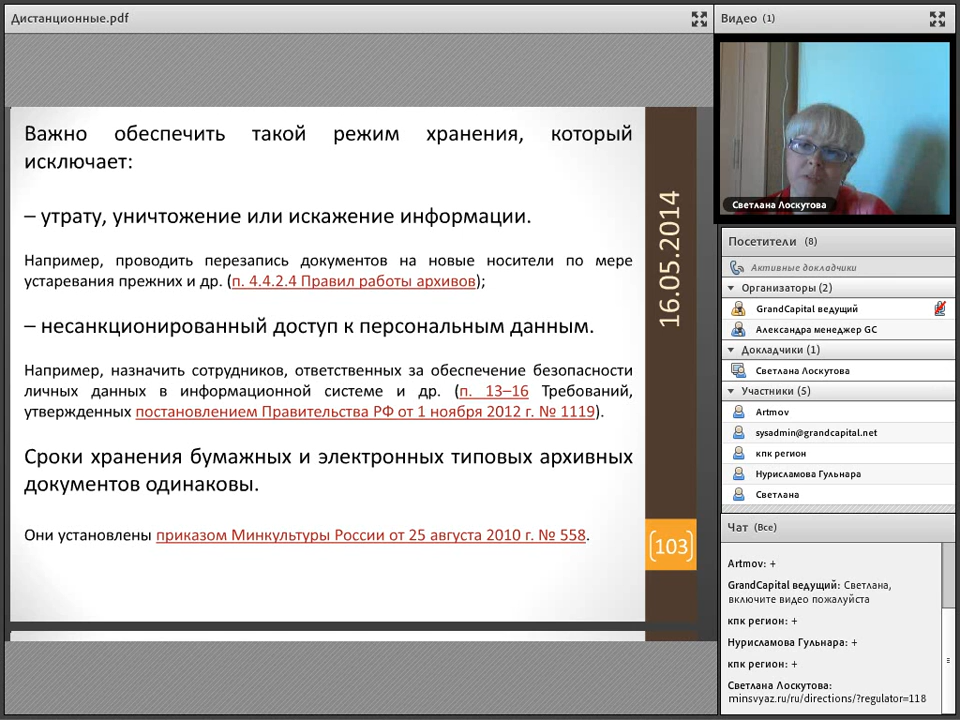 Дистанционные.pdf
Важно обеспечить такой режим хранения, который
исключает:
– утрату, уничтожение или искажение информации.
Например, проводить перезапись документов на новые носители по мере
устаревания прежних и др. (п. 4.4.2.4 Правил работы архивов);
– несанкционированный доступ к персональным данным.
Например, назначить сотрудников, ответственных за обеспечение безопасности
личных данных в информационной системе и др. (п. 13–16 Требований,
утвержденных постановлением Правительства РФ от 1 ноября 2012 г. № 1119).
Сроки хранения бумажных и электронных типовых архивных
документов одинаковы.
Они установлены приказом Минкультуры России от 25 августа 2010 г. № 558.
16.05.2014
103
Видео (1)
Светлана Лоскутова
Посетители (8)
Активные докладчики
Организаторы (2)
GrandCapital ведущий
Александра менеджер GC
Докладчики (1)
Светлана Лоскутова
Участники (5)
Artmov
sysadmin@grandcapital.net
кпк регион
Нурисламова Гульнара
Светлана
Чат (Все)
Artmov: +
GrandCapital ведущий: Светлана,
включите видео пожалуйста
кпк регион: +
Нурисламова Гульнара: +
кпк регион: +
Светлана Лоскутова:
minsvyaz.ru/ru/directions/?regulator=118